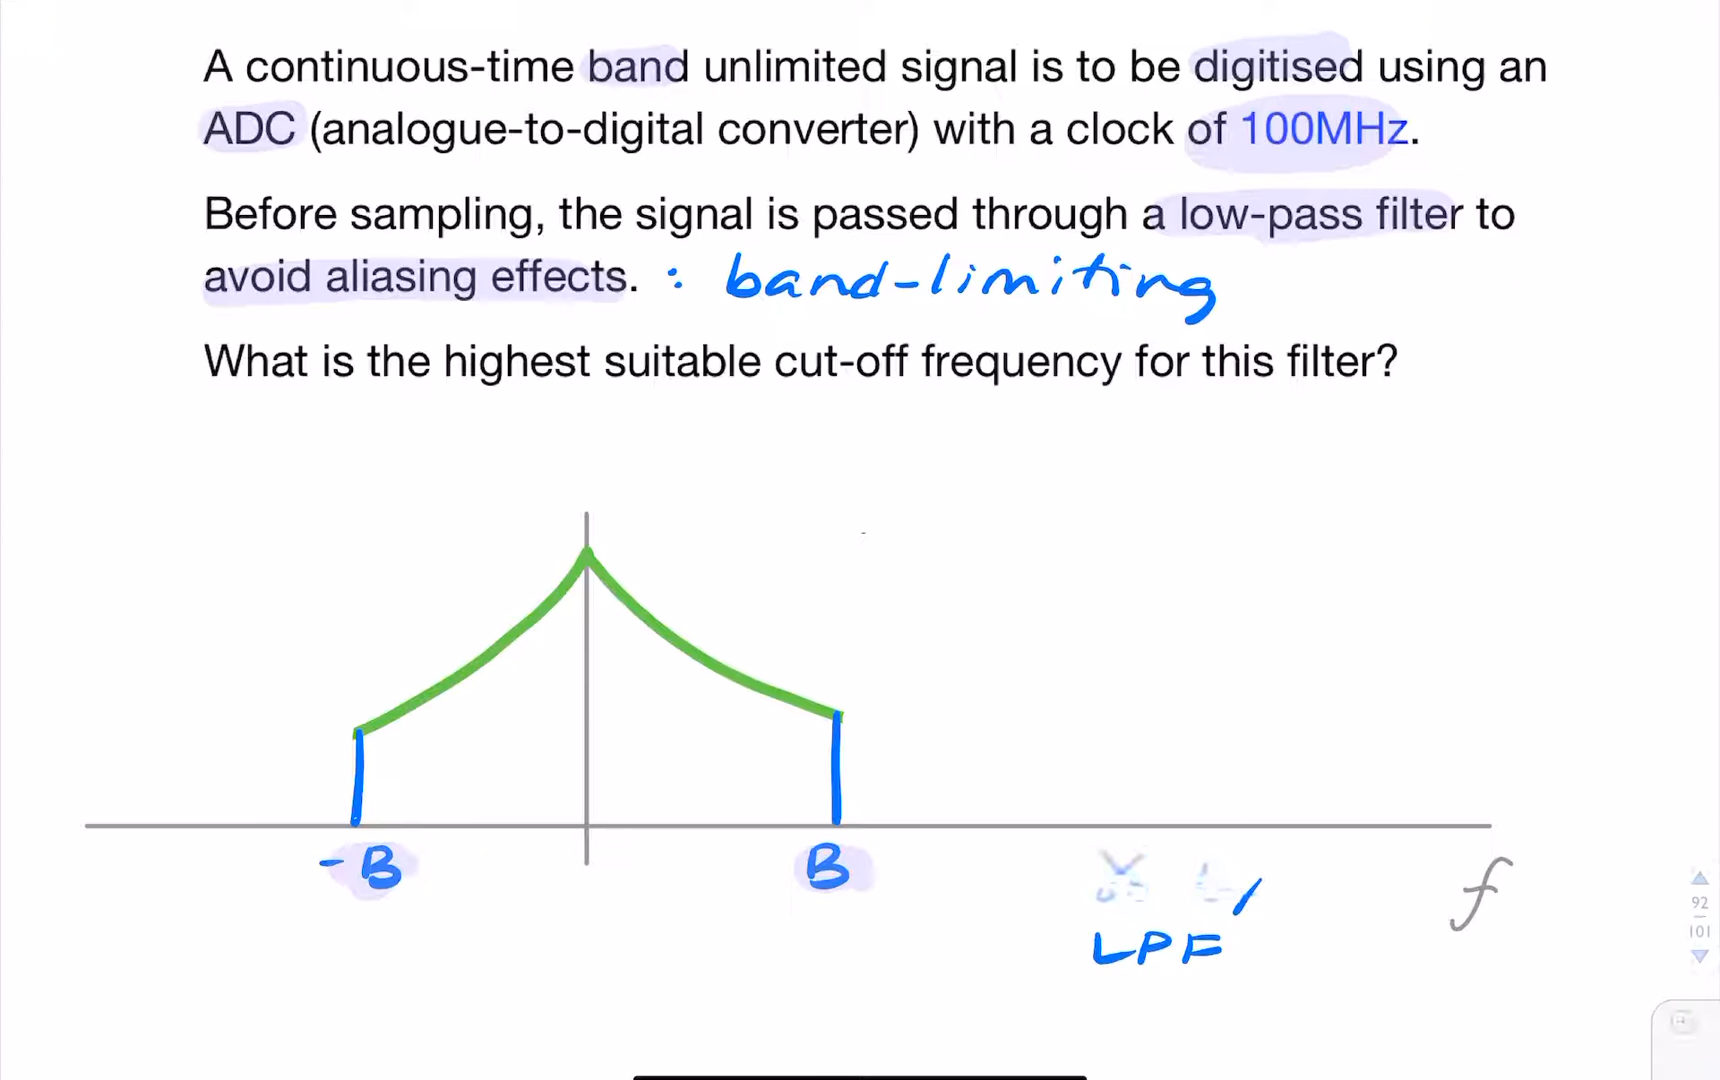 A continuous-time band unlimited signal is to be digitised using an
ADC (analogue-to-digital converter) with a clock of 100MHz.
Before sampling, the signal is passed through a low-pass filter to
avoid aliasing effects. : band-limiting
What is the highest suitable cut-off frequency for this filter?
-B B f
LPF
92
101